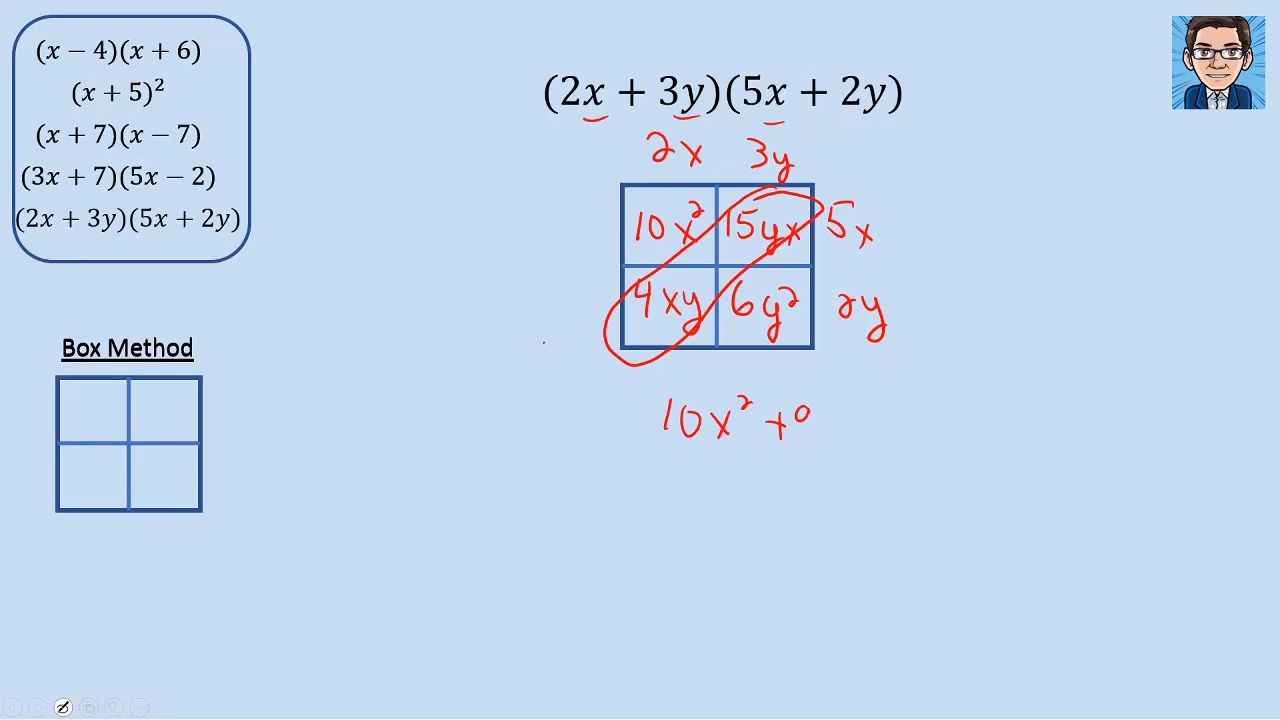 (x − 4)(x + 6)
(x + 5)²
(x + 7)(x − 7)
(3x + 7)(5x − 2)
(2x + 3y)(5x + 2y)
Box Method
(2x + 3y)(5x + 2y)
2x 3y
10x² 15yx 5x
4xy 6y² 2y
10x² +